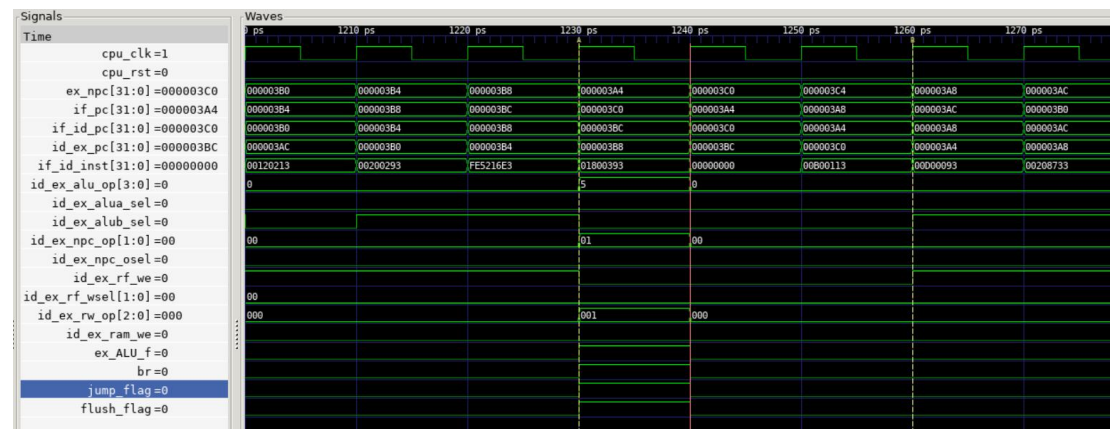 Signals
Waves
Time
0 ps 1210 ps 1220 ps 1230 ps 1240 ps 1250 ps 1260 ps 1270 ps
cpu_clk=1
cpu_rst=0
ex_npc[31:0]=000003C0 000003B0 000003B4 000003B8 000003A4 000003C0 000003C4 000003A8 000003AC
if_pc[31:0]=000003A4 000003B4 000003B8 000003BC 000003C0 000003A4 000003A8 000003AC 000003B0
if_id_pc[31:0]=000003C0 000003B0 000003B4 000003B8 000003BC 000003C0 000003A4 000003A8 000003AC
id_ex_pc[31:0]=000003BC 000003AC 000003B0 000003B4 000003B8 000003BC 000003C0 000003A4 000003A8
if_id_inst[31:0]=00000000 00120213 00200293 FE5216E3 01800393 00000000 00B00113 00D00093 00208733
id_ex_alu_op[3:0]=0 0 5 0
id_ex_alua_sel=0
id_ex_alub_sel=0
id_ex_npc_op[1:0]=00 00 01 00
id_ex_npc_osel=0
id_ex_rf_we=0
id_ex_rf_wsel[1:0]=00 00
id_ex_rw_op[2:0]=000 000 001 000
id_ex_ram_we=0
ex_ALU_f=0
br=0
jump_flag=0
flush_flag=0